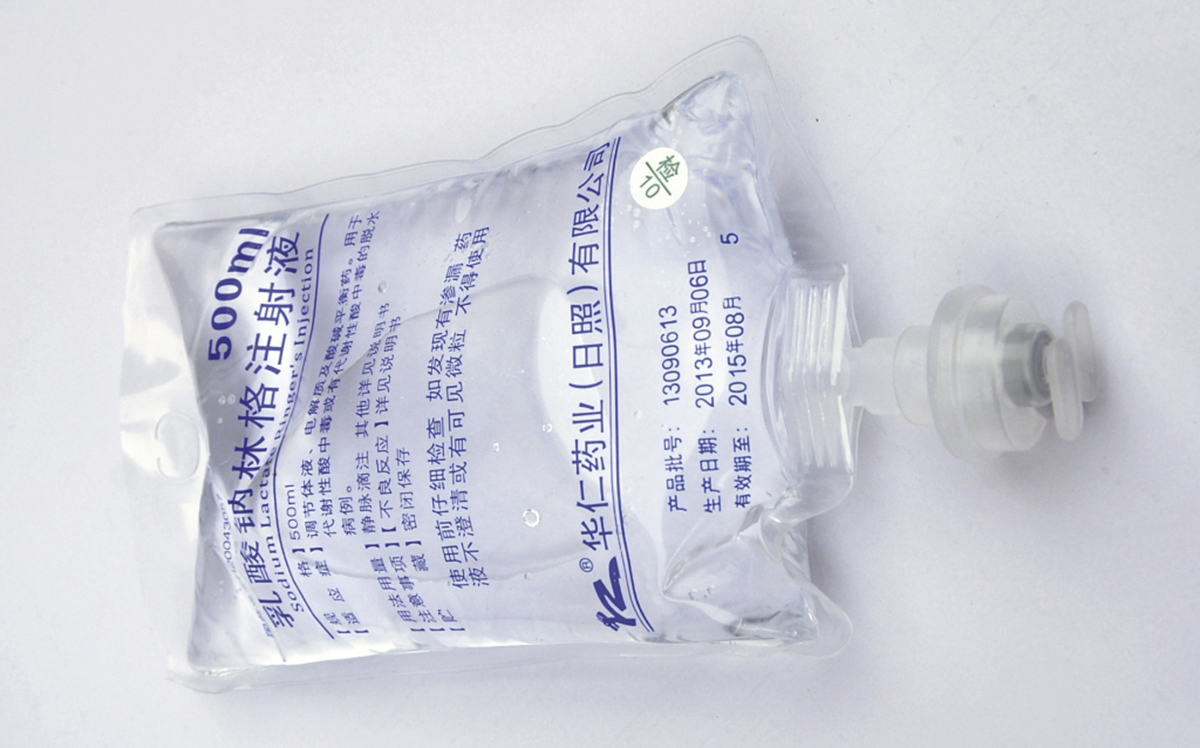 500ml
乳酸钠林格注射液
Sodium Lactate Ringer's Injection
【规 格】500ml
【适 应 症】调节体液、电解质及酸碱平衡药。用于
代谢性酸中毒或有代谢性酸中毒的脱水
病例。
【用法用量】静脉滴注 其他详见说明书
【注意事项】【不良反应】详见说明书
【贮 藏】密闭保存
使用前仔细检查 如发现有渗漏 药
液不澄清或有可见微粒 不得使用
®华仁药业(日照)有限公司
检
10
产品批号: 13090613
生产日期: 2013年09月06日
有效期至: 2015年08月 5